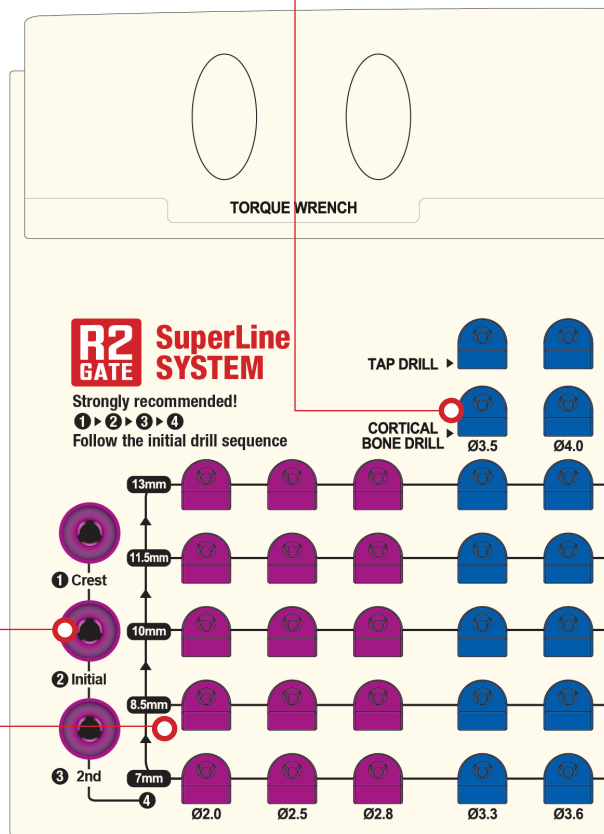 TORQUE WRENCH
R2
GATE
SuperLine
SYSTEM
Strongly recommended!
❶▶❷▶❸▶❹
Follow the initial drill sequence
TAP DRILL ▶
CORTICAL
BONE DRILL ▶
Ø3.5 Ø4.0
13mm
11.5mm
❶ Crest
10mm
❷ Initial
8.5mm
❸ 2nd
7mm
❹
Ø2.0 Ø2.5 Ø2.8 Ø3.3 Ø3.6